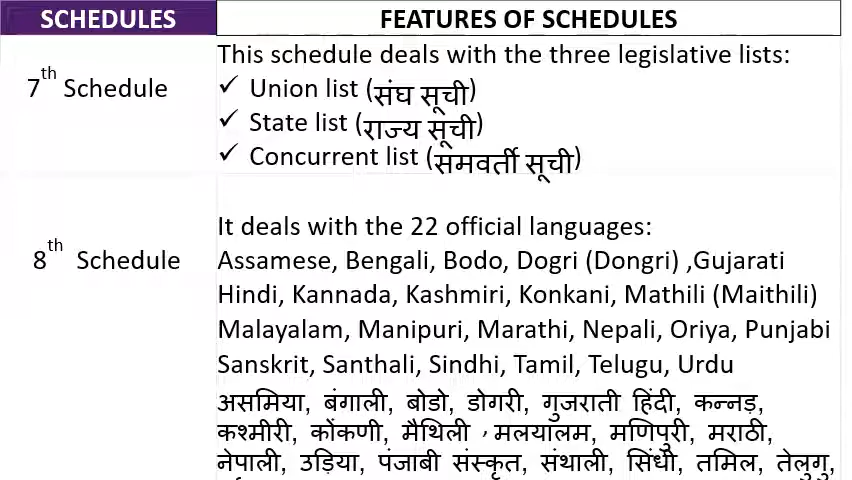 SCHEDULES FEATURES OF SCHEDULES
This schedule deals with the three legislative lists:
7th Schedule
✓ Union list (संघ सूची)
✓ State list (राज्य सूची)
✓ Concurrent list (समवर्ती सूची)
It deals with the 22 official languages:
8th Schedule
Assamese, Bengali, Bodo, Dogri (Dongri) ,Gujarati
Hindi, Kannada, Kashmiri, Konkani, Mathili (Maithili)
Malayalam, Manipuri, Marathi, Nepali, Oriya, Punjabi
Sanskrit, Santhali, Sindhi, Tamil, Telugu, Urdu
असमिया, बंगाली, बोडो, डोगरी, गुजराती हिंदी, कन्नड़,
कश्मीरी, कोंकणी, मैथिली ,मलयालम, मणिपुरी, मराठी,
नेपाली, उड़िया, पंजाबी संस्कृत, संथाली, सिंधी, तमिल, तेलुगु,